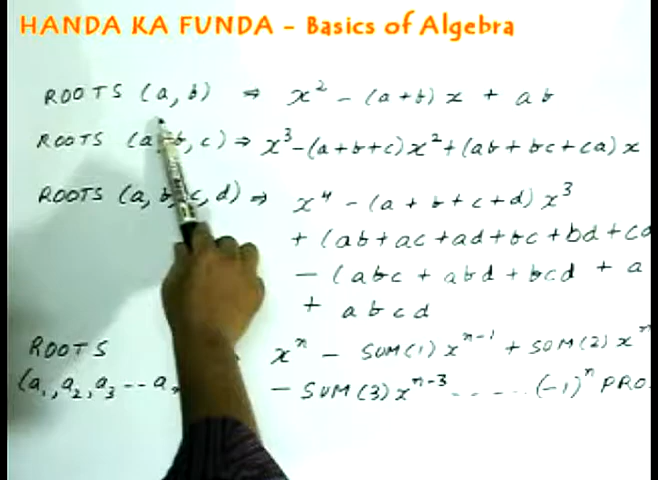 HANDA KA FUNDA - Basics of Algebra
ROOTS (a, b) ⇒ x² - (a+b) x + ab
ROOTS (a, b, c) ⇒ x³-(a+b+c)x²+(ab+bc+ca)x
ROOTS (a, b, c, d) ⇒ x⁴ - (a+b+c+d) x³
+ (ab+ac+ad+bc+bd+cd
- (abc + abd + bcd + a
+ abcd
ROOTS xⁿ - SUM(1) xⁿ⁻¹ + SUM(2) xⁿ
(a₁, a₂, a₃ -- a - SUM(3) xⁿ⁻³ - - - .. (-1)ⁿ PRO